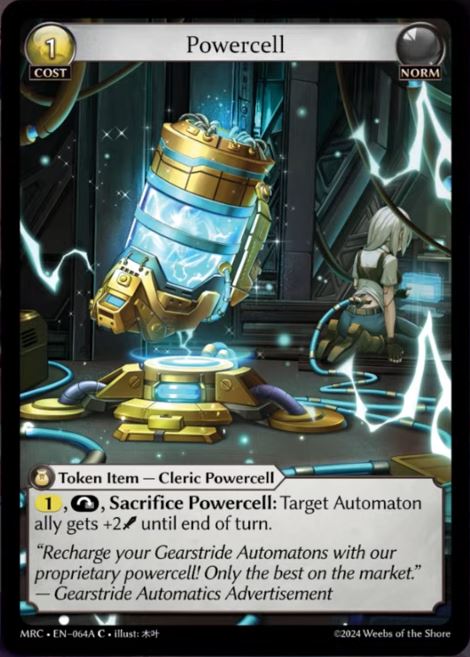 1
Powercell
COST
NORM
Token Item — Cleric Powercell
1, , Sacrifice Powercell: Target Automaton
ally gets +2 until end of turn.
“Recharge your Gearstride Automatons with our
proprietary powercell! Only the best on the market.”
— Gearstride Automatics Advertisement
MRC • EN–064A C • illust: 木叶
©2024 Weebs of the Shore